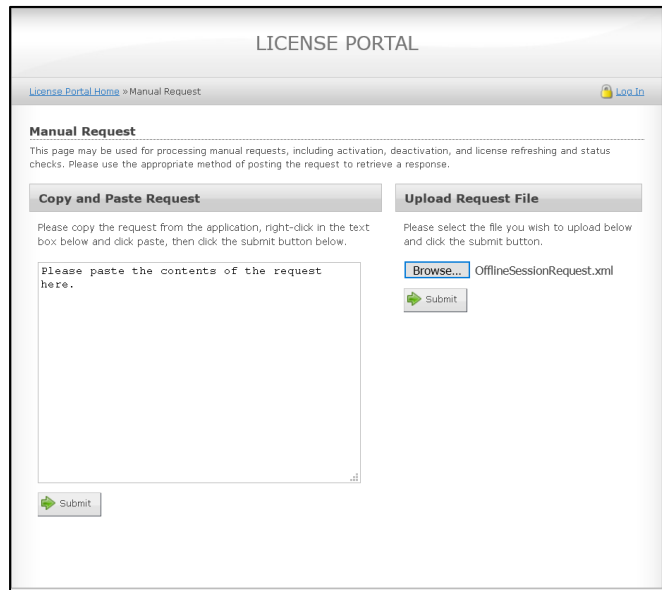 LICENSE PORTAL
License Portal Home » Manual Request
Log In
Manual Request
This page may be used for processing manual requests, including activation, deactivation, and license refreshing and status
checks. Please use the appropriate method of posting the request to retrieve a response.
Copy and Paste Request
Please copy the request from the application, right-click in the text
box below and click paste, then click the submit button below.
Please paste the contents of the request
here.
Submit
Upload Request File
Please select the file you wish to upload below
and click the submit button.
Browse... OfflineSessionRequest.xml
Submit